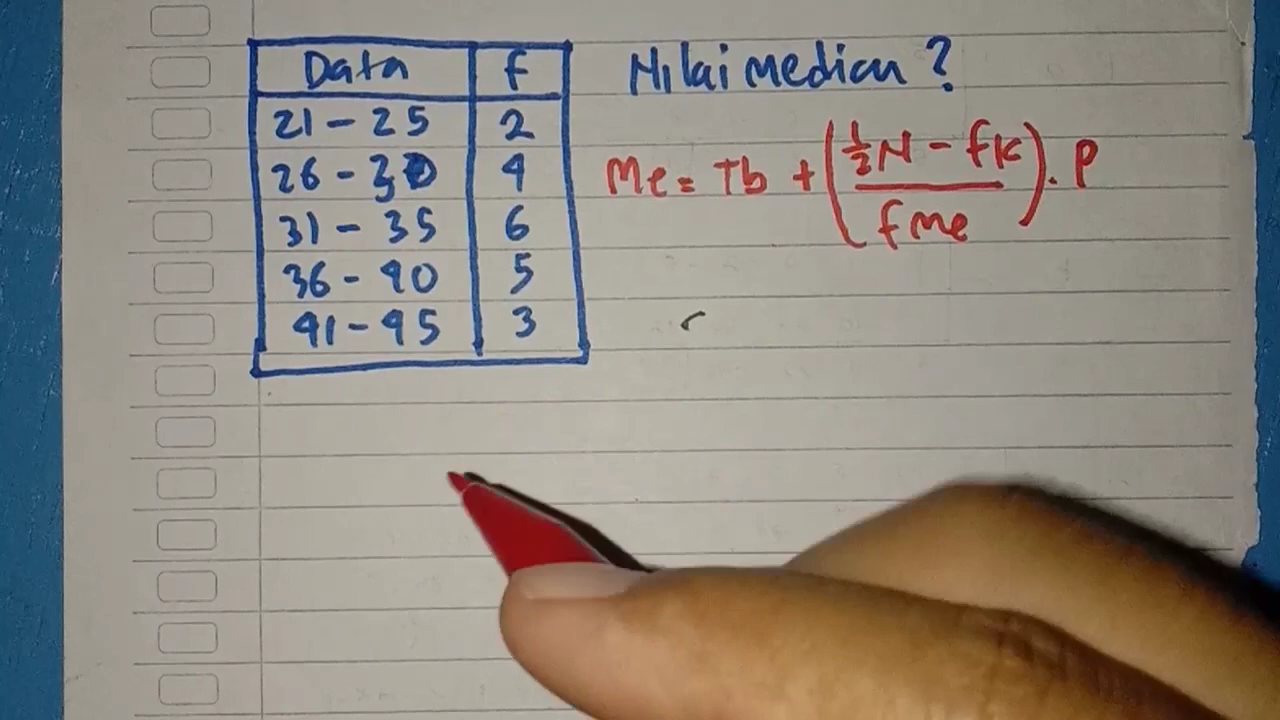 Data f
21 - 25 2
26 - 30 4
31 - 35 6
36 - 40 5
41 - 45 3
Nilai median ?
Me = Tb + (½N - fk / fMe) . P